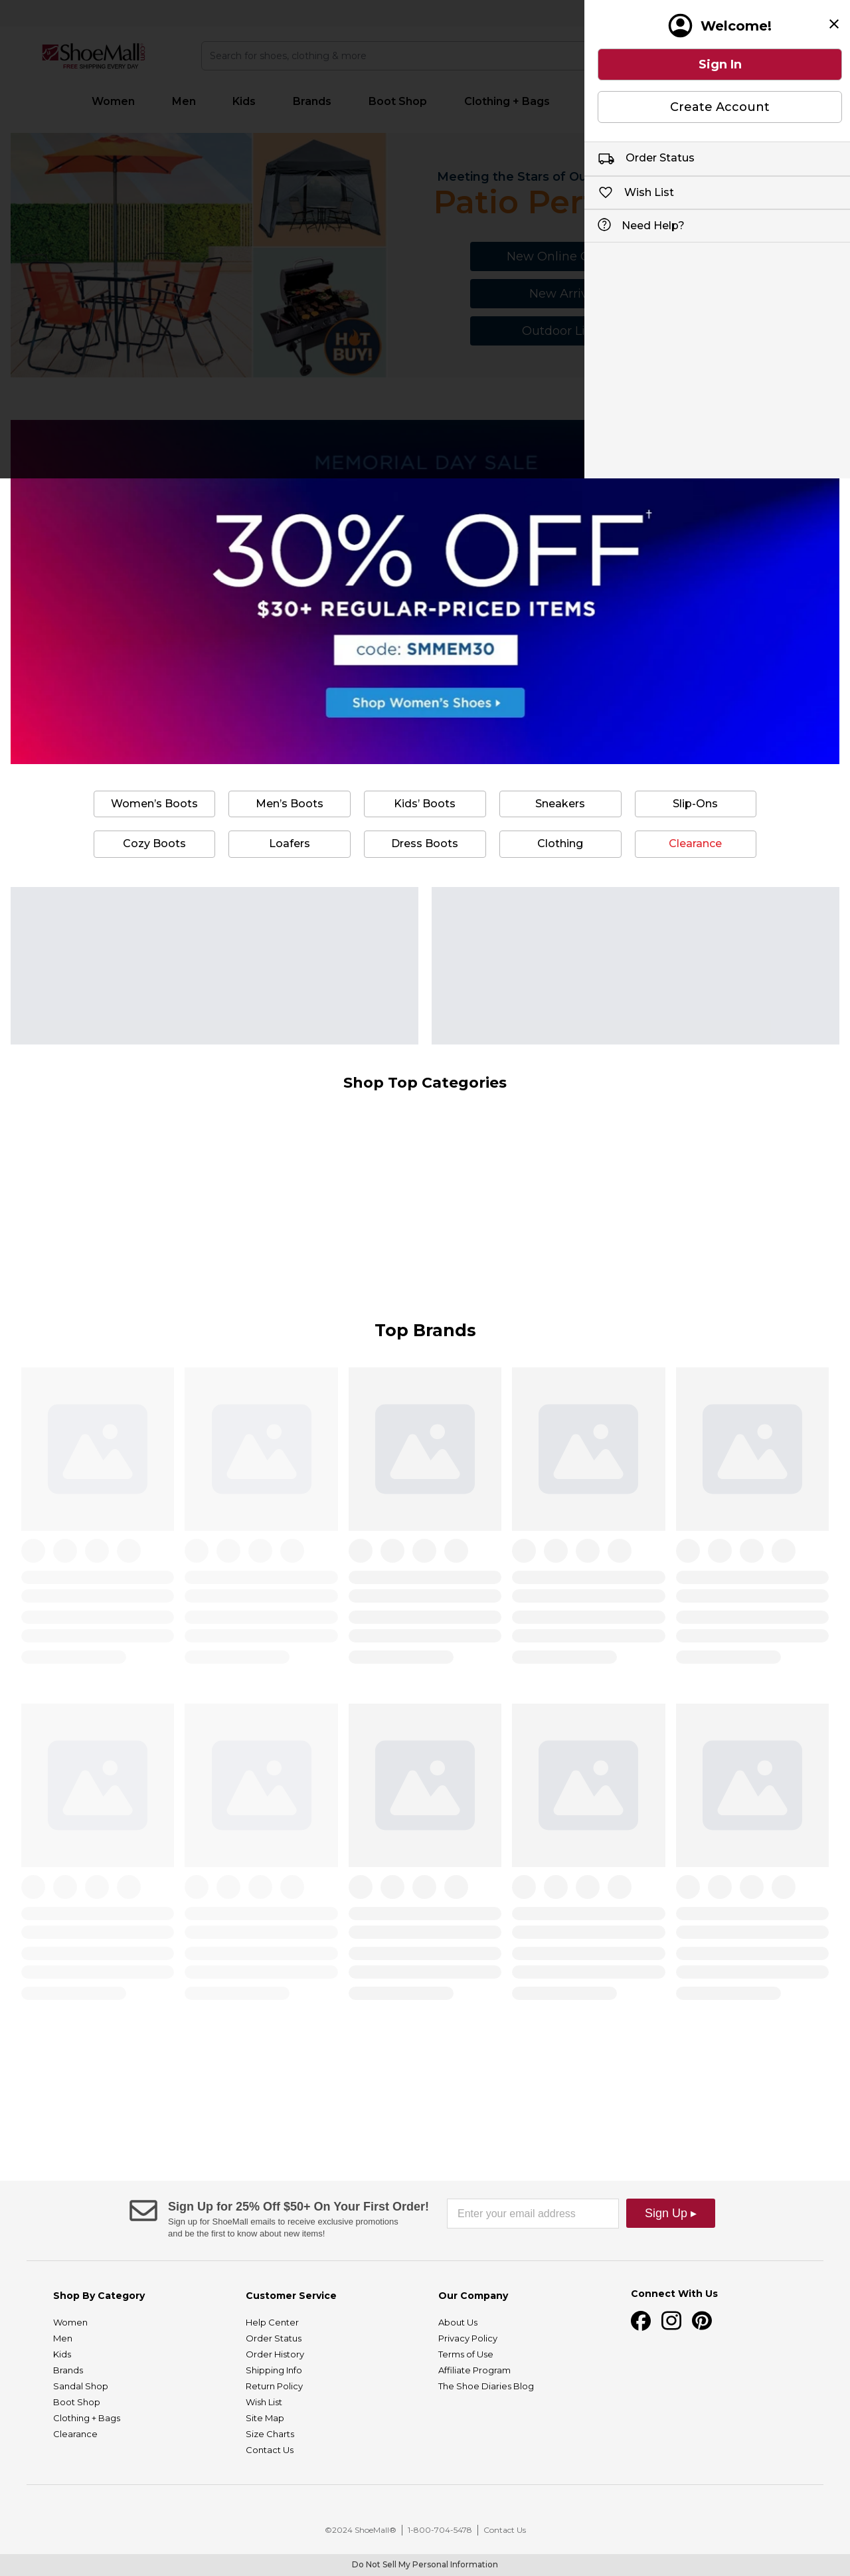 Welcome!
Sign In
Create Account
Order Status
Wish List
Need Help?
ShoeMall
FREE SHIPPING EVERY DAY
Search for shoes, clothing & more
Women
Men
Kids
Brands
Boot Shop
Clothing + Bags
HOT
BUY!
Meeting the Stars of Ou
Patio Per
New Online
New Arriv
Outdoor La
MEMORIAL DAY SALE
30% OFF†
$30+ REGULAR-PRICED ITEMS
code: SMMEM30
Shop Women's Shoes
Women's Boots
Men's Boots
Kids' Boots
Sneakers
Slip-Ons
Cozy Boots
Loafers
Dress Boots
Clothing
Clearance
Shop Top Categories
Top Brands
Sign Up for 25% Off $50+ On Your First Order!
Sign up for ShoeMall emails to receive exclusive promotions
and be the first to know about new items!
Enter your email address
Sign Up ▸
Shop By Category
Women
Men
Kids
Brands
Sandal Shop
Boot Shop
Clothing + Bags
Clearance
Customer Service
Help Center
Order Status
Order History
Shipping Info
Return Policy
Wish List
Site Map
Size Charts
Contact Us
Our Company
About Us
Privacy Policy
Terms of Use
Affiliate Program
The Shoe Diaries Blog
Connect With Us
©2024 ShoeMall®
1-800-704-5478
Contact Us
Do Not Sell My Personal Information